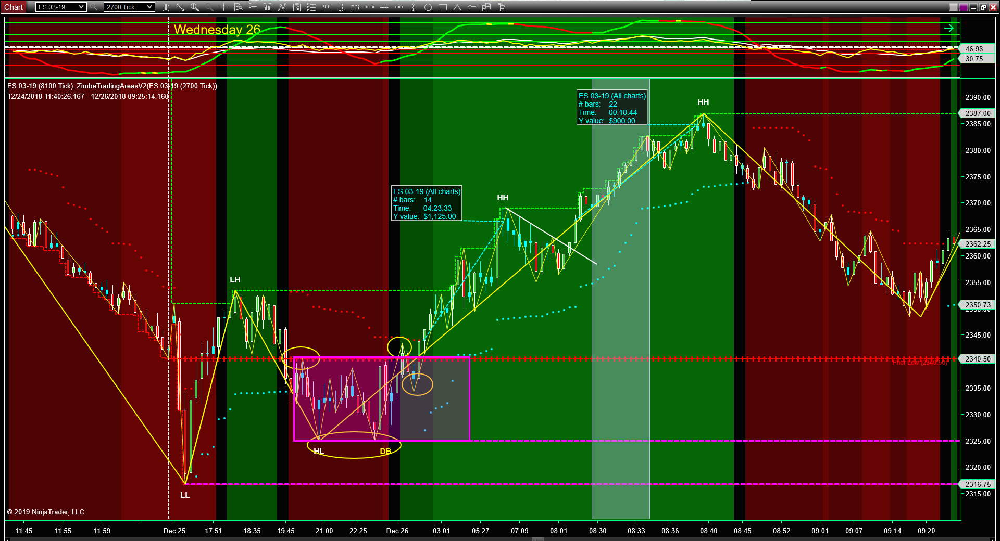 Chart
ES 03-19
2700 Tick
Wednesday 26
46.98
30.75
ES 03-19 (8100 Tick), ZimbaTradingAreasV2(ES 03-19 (2700 Tick))
12/24/2018 11:40:26.167 - 12/26/2018 09:25:14.160
ES 03-19 (All charts)
# bars: 22
Time: 00:18:44
Y value: $900.00
HH
ES 03-19 (All charts)
# bars: 14
Time: 04:23:33
Y value: $1,125.00
HH
LH
HL
DB
LL
Prior Low (2340.50)
2390.00
2387.00
2385.00
2380.00
2375.00
2370.00
2365.00
2362.25
2360.00
2355.00
2350.73
2350.00
2345.00
2340.50
2335.00
2330.00
2325.00
2320.00
2316.75
2315.00
© 2019 NinjaTrader, LLC
11:45 11:55 11:59 Dec 25 17:51 18:35 19:45 21:00 22:25 Dec 26 03:01 05:27 07:09 08:01 08:30 08:33 08:36 08:40 08:45 08:52 09:01 09:07 09:14 09:20